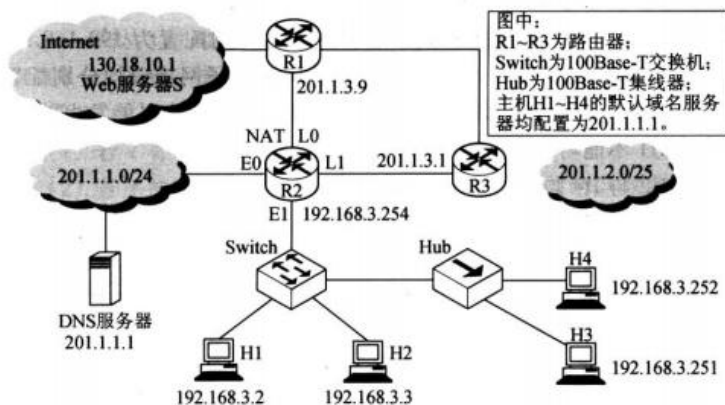 Internet
130.18.10.1
Web服务器S
R1
201.1.3.9
图中：
R1~R3为路由器；
Switch为100Base-T交换机；
Hub为100Base-T集线器；
主机H1~H4的默认域名服务
器均配置为201.1.1.1。
NAT L0
201.1.1.0/24
E0
R2
L1
201.1.3.1
R3
201.1.2.0/25
E1
192.168.3.254
Switch
Hub
H4
192.168.3.252
DNS服务器
201.1.1.1
H1
192.168.3.2
H2
192.168.3.3
H3
192.168.3.251